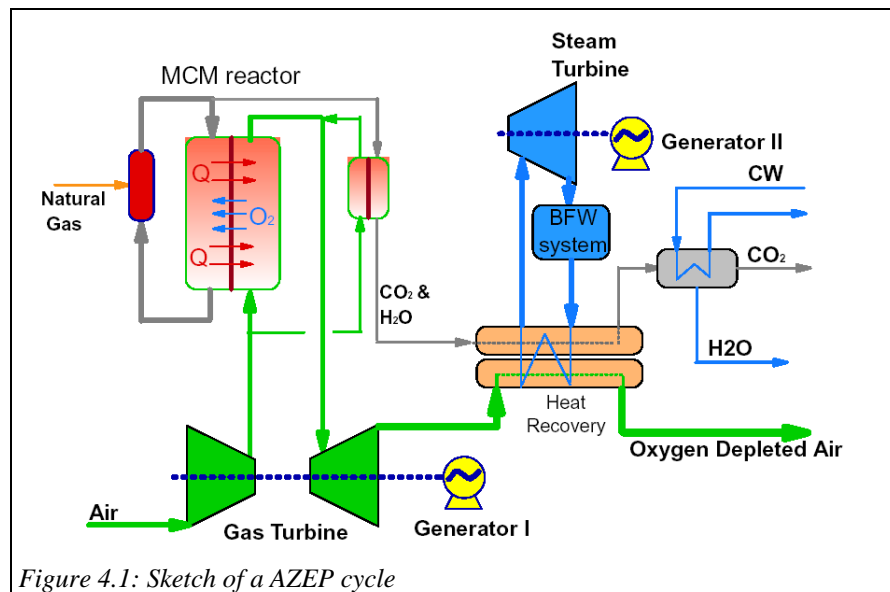 Steam
Turbine
MCM reactor
Generator II
CW
Natural
Gas
Q
O₂
Q
BFW
system
CO₂
CO₂ &
H₂O
H2O
Heat
Recovery
Oxygen Depleted Air
Air
Gas Turbine
Generator I
Figure 4.1: Sketch of a AZEP cycle